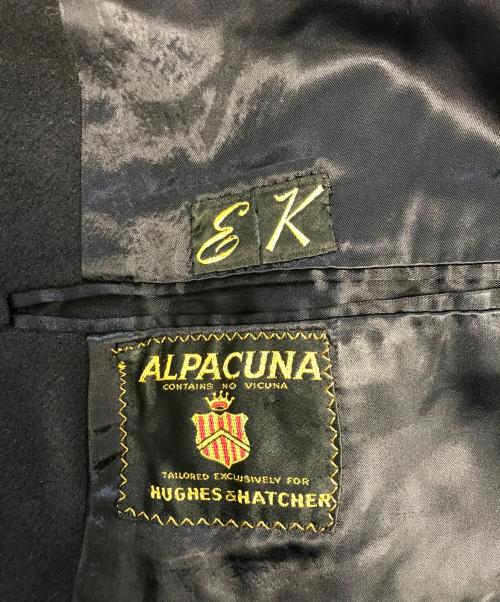 E K
ALPACUNA
CONTAINS NO VICUNA
TAILORED EXCLUSIVELY FOR
HUGHES & HATCHER